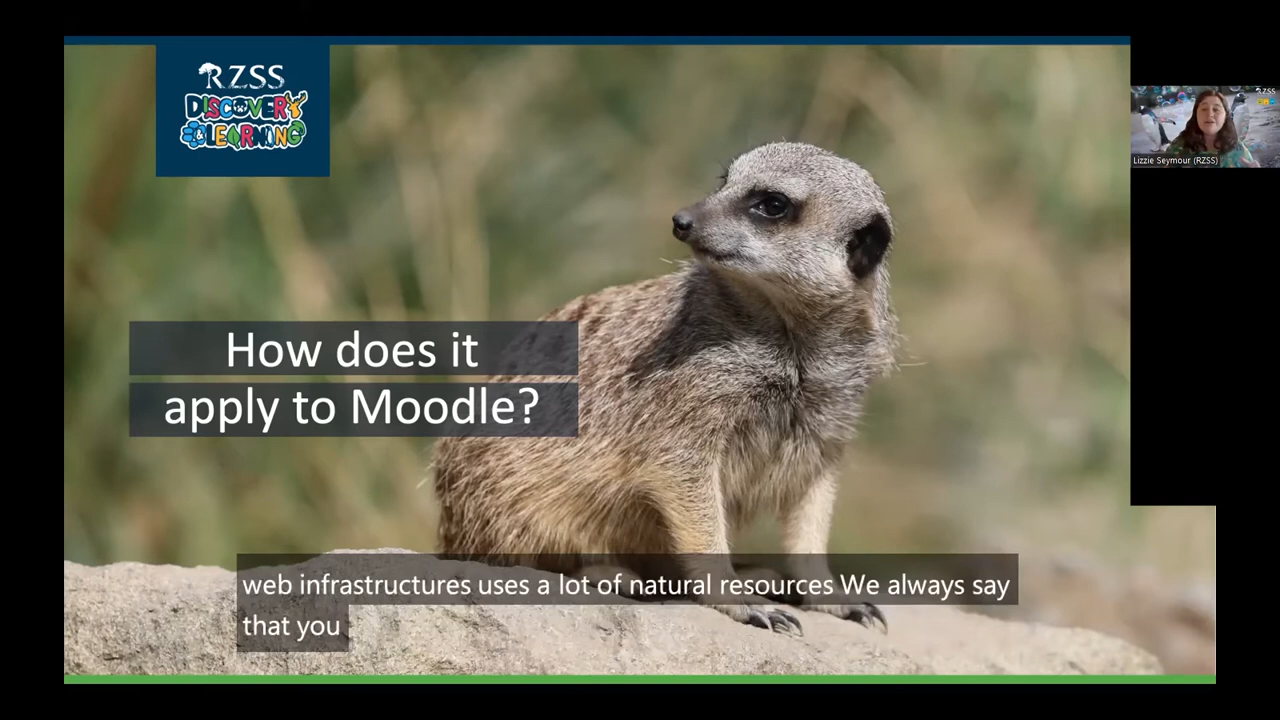 RZSS
DISCOVERY
& LEARNING
RZSS
Lizzie Seymour (RZSS)
How does it
apply to Moodle?
web infrastructures uses a lot of natural resources We always say
that you